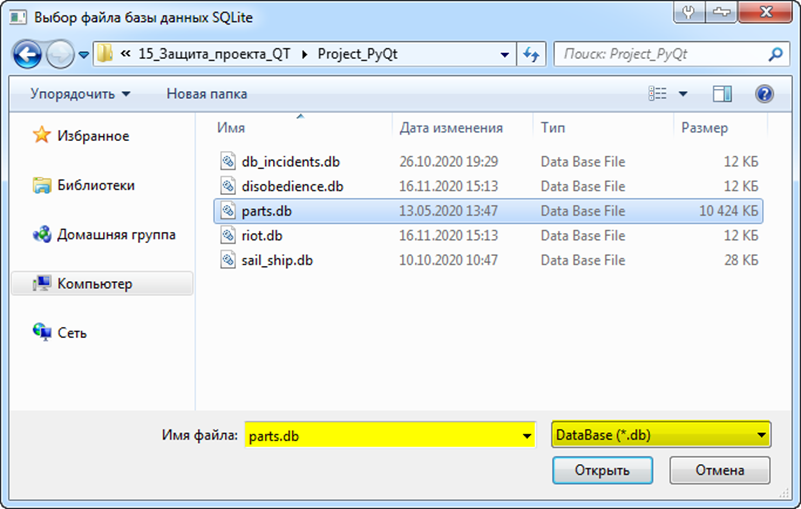 Выбор файла базы данных SQLite
« 15_Защита_проекта_QT Project_PyQt Поиск: Project_PyQt
Упорядочить Новая папка
Имя Дата изменения Тип Размер
Избранное
Библиотеки
Домашняя группа
Компьютер
Сеть
db_incidents.db 26.10.2020 19:29 Data Base File 12 КБ
disobedience.db 16.11.2020 15:13 Data Base File 12 КБ
parts.db 13.05.2020 13:47 Data Base File 10 424 КБ
riot.db 16.11.2020 15:13 Data Base File 12 КБ
sail_ship.db 10.10.2020 10:47 Data Base File 28 КБ
Имя файла: parts.db DataBase (*.db)
Открыть Отмена